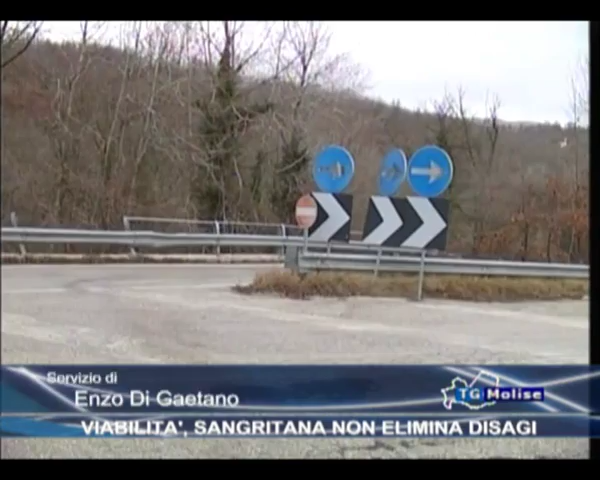 Servizio di
Enzo Di Gaetano
TG Molise
VIABILITA', SANGRITANA NON ELIMINA DISAGI